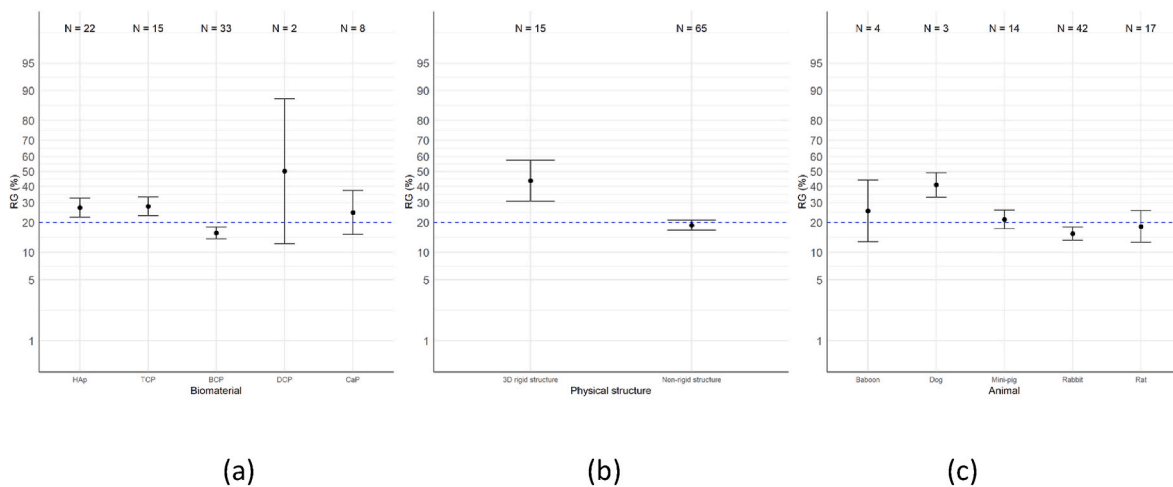 N = 22 N = 15 N = 33 N = 2 N = 8
95
90
80
70
60
50
40
30
20
10
5
1
RG (%)
HAp TCP BCP DCP CaP
Biomaterial
(a)
N = 15 N = 65
95
90
80
70
60
50
40
30
20
10
5
1
RG (%)
3D rigid structure Non-rigid structure
Physical structure
(b)
N = 4 N = 3 N = 14 N = 42 N = 17
95
90
80
70
60
50
40
30
20
10
5
1
RG (%)
Baboon Dog Mini-pig Rabbit Rat
Animal
(c)